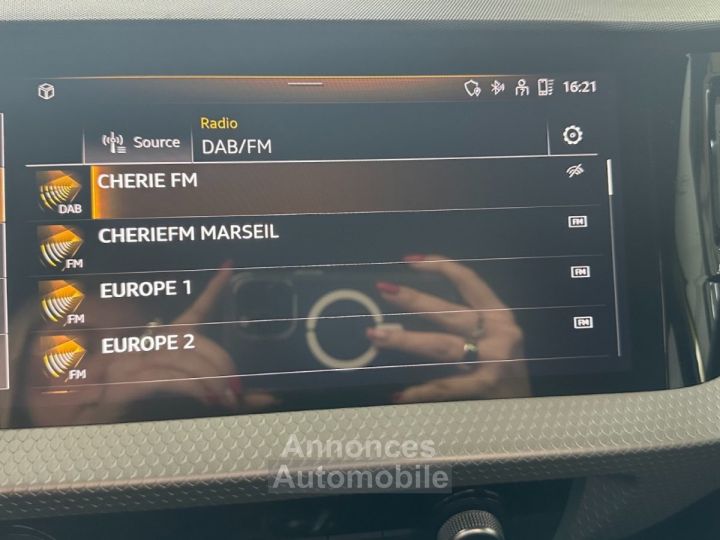 16:21
Radio
Source
DAB/FM
CHERIE FM
DAB
CHERIEFM MARSEIL
FM
FM
EUROPE 1
FM
FM
EUROPE 2
FM
FM
Annonces
Automobile